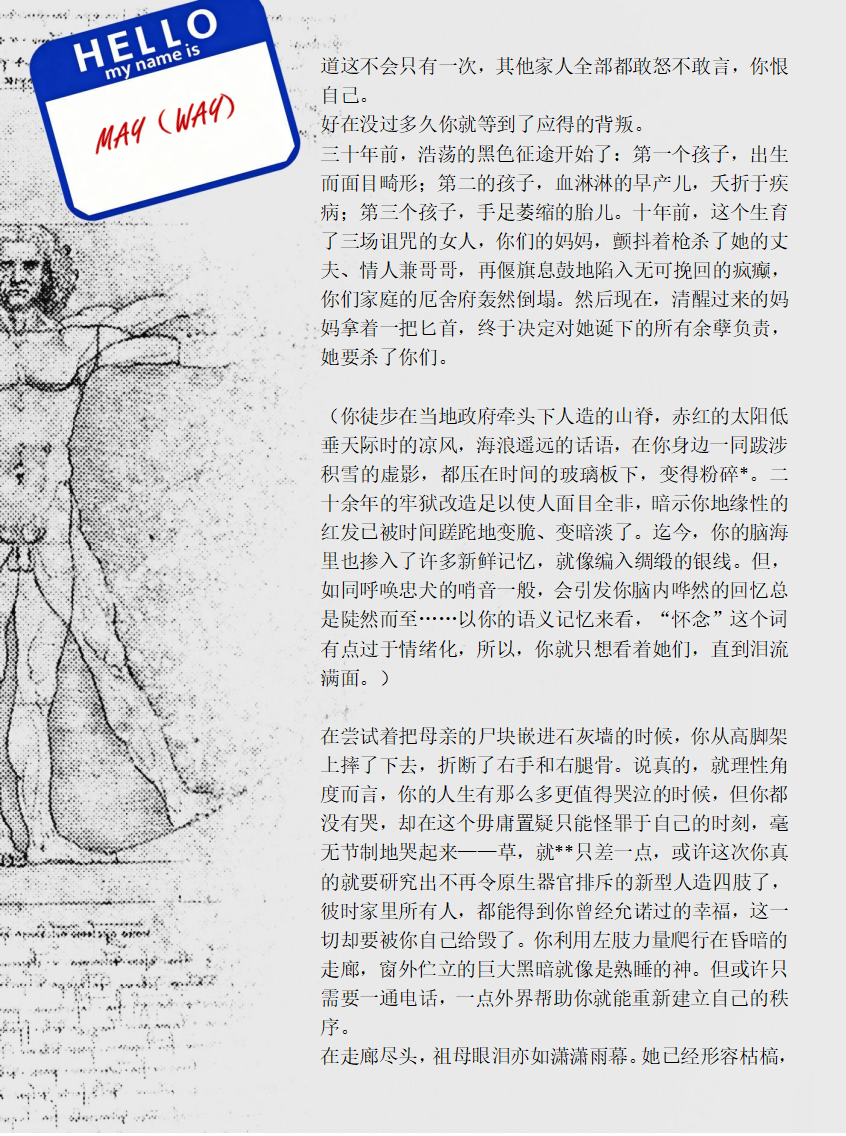 HELLO
my name is
MAY（WAY）
道这不会只有一次，其他家人全部都敢怒不敢言，你恨
自己。
好在没过多久你就等到了应得的背叛。
三十年前，浩荡的黑色征途开始了：第一个孩子，出生
而面目畸形；第二的孩子，血淋淋的早产儿，夭折于疾
病；第三个孩子，手足萎缩的胎儿。十年前，这个生育
了三场诅咒的女人，你们的妈妈，颤抖着枪杀了她的丈
夫、情人兼哥哥，再偃旗息鼓地陷入无可挽回的疯癫，
你们家庭的厄舍府轰然倒塌。然后现在，清醒过来的妈
妈拿着一把匕首，终于决定对她诞下的所有余孽负责，
她要杀了你们。
（你徒步在当地政府牵头下人造的山脊，赤红的太阳低
垂天际时的凉风，海浪遥远的话语，在你身边一同跋涉
积雪的虚影，都压在时间的玻璃板下，变得粉碎*。二
十余年的牢狱改造足以使人面目全非，暗示你地缘性的
红发已被时间蹉跎地变脆、变暗淡了。迄今，你的脑海
里也掺入了许多新鲜记忆，就像编入绸缎的银线。但，
如同呼唤忠犬的哨音一般，会引发你脑内哗然的回忆总
是陡然而至……以你的语义记忆来看，“怀念”这个词
有点过于情绪化，所以，你就只想看着她们，直到泪流
满面。）
在尝试着把母亲的尸块嵌进石灰墙的时候，你从高脚架
上摔了下去，折断了右手和右腿骨。说真的，就理性角
度而言，你的人生有那么多更值得哭泣的时候，但你都
没有哭，却在这个毋庸置疑只能怪罪于自己的时刻，毫
无节制地哭起来——草，就**只差一点，或许这次你真
的就要研究出不再令原生器官排斥的新型人造四肢了，
彼时家里所有人，都能得到你曾经允诺过的幸福，这一
切却要被你自己给毁了。你利用左肢力量爬行在昏暗的
走廊，窗外伫立的巨大黑暗就像是熟睡的神。但或许只
需要一通电话，一点外界帮助你就能重新建立自己的秩
序。
在走廊尽头，祖母眼泪亦如潇潇雨幕。她已经形容枯槁，